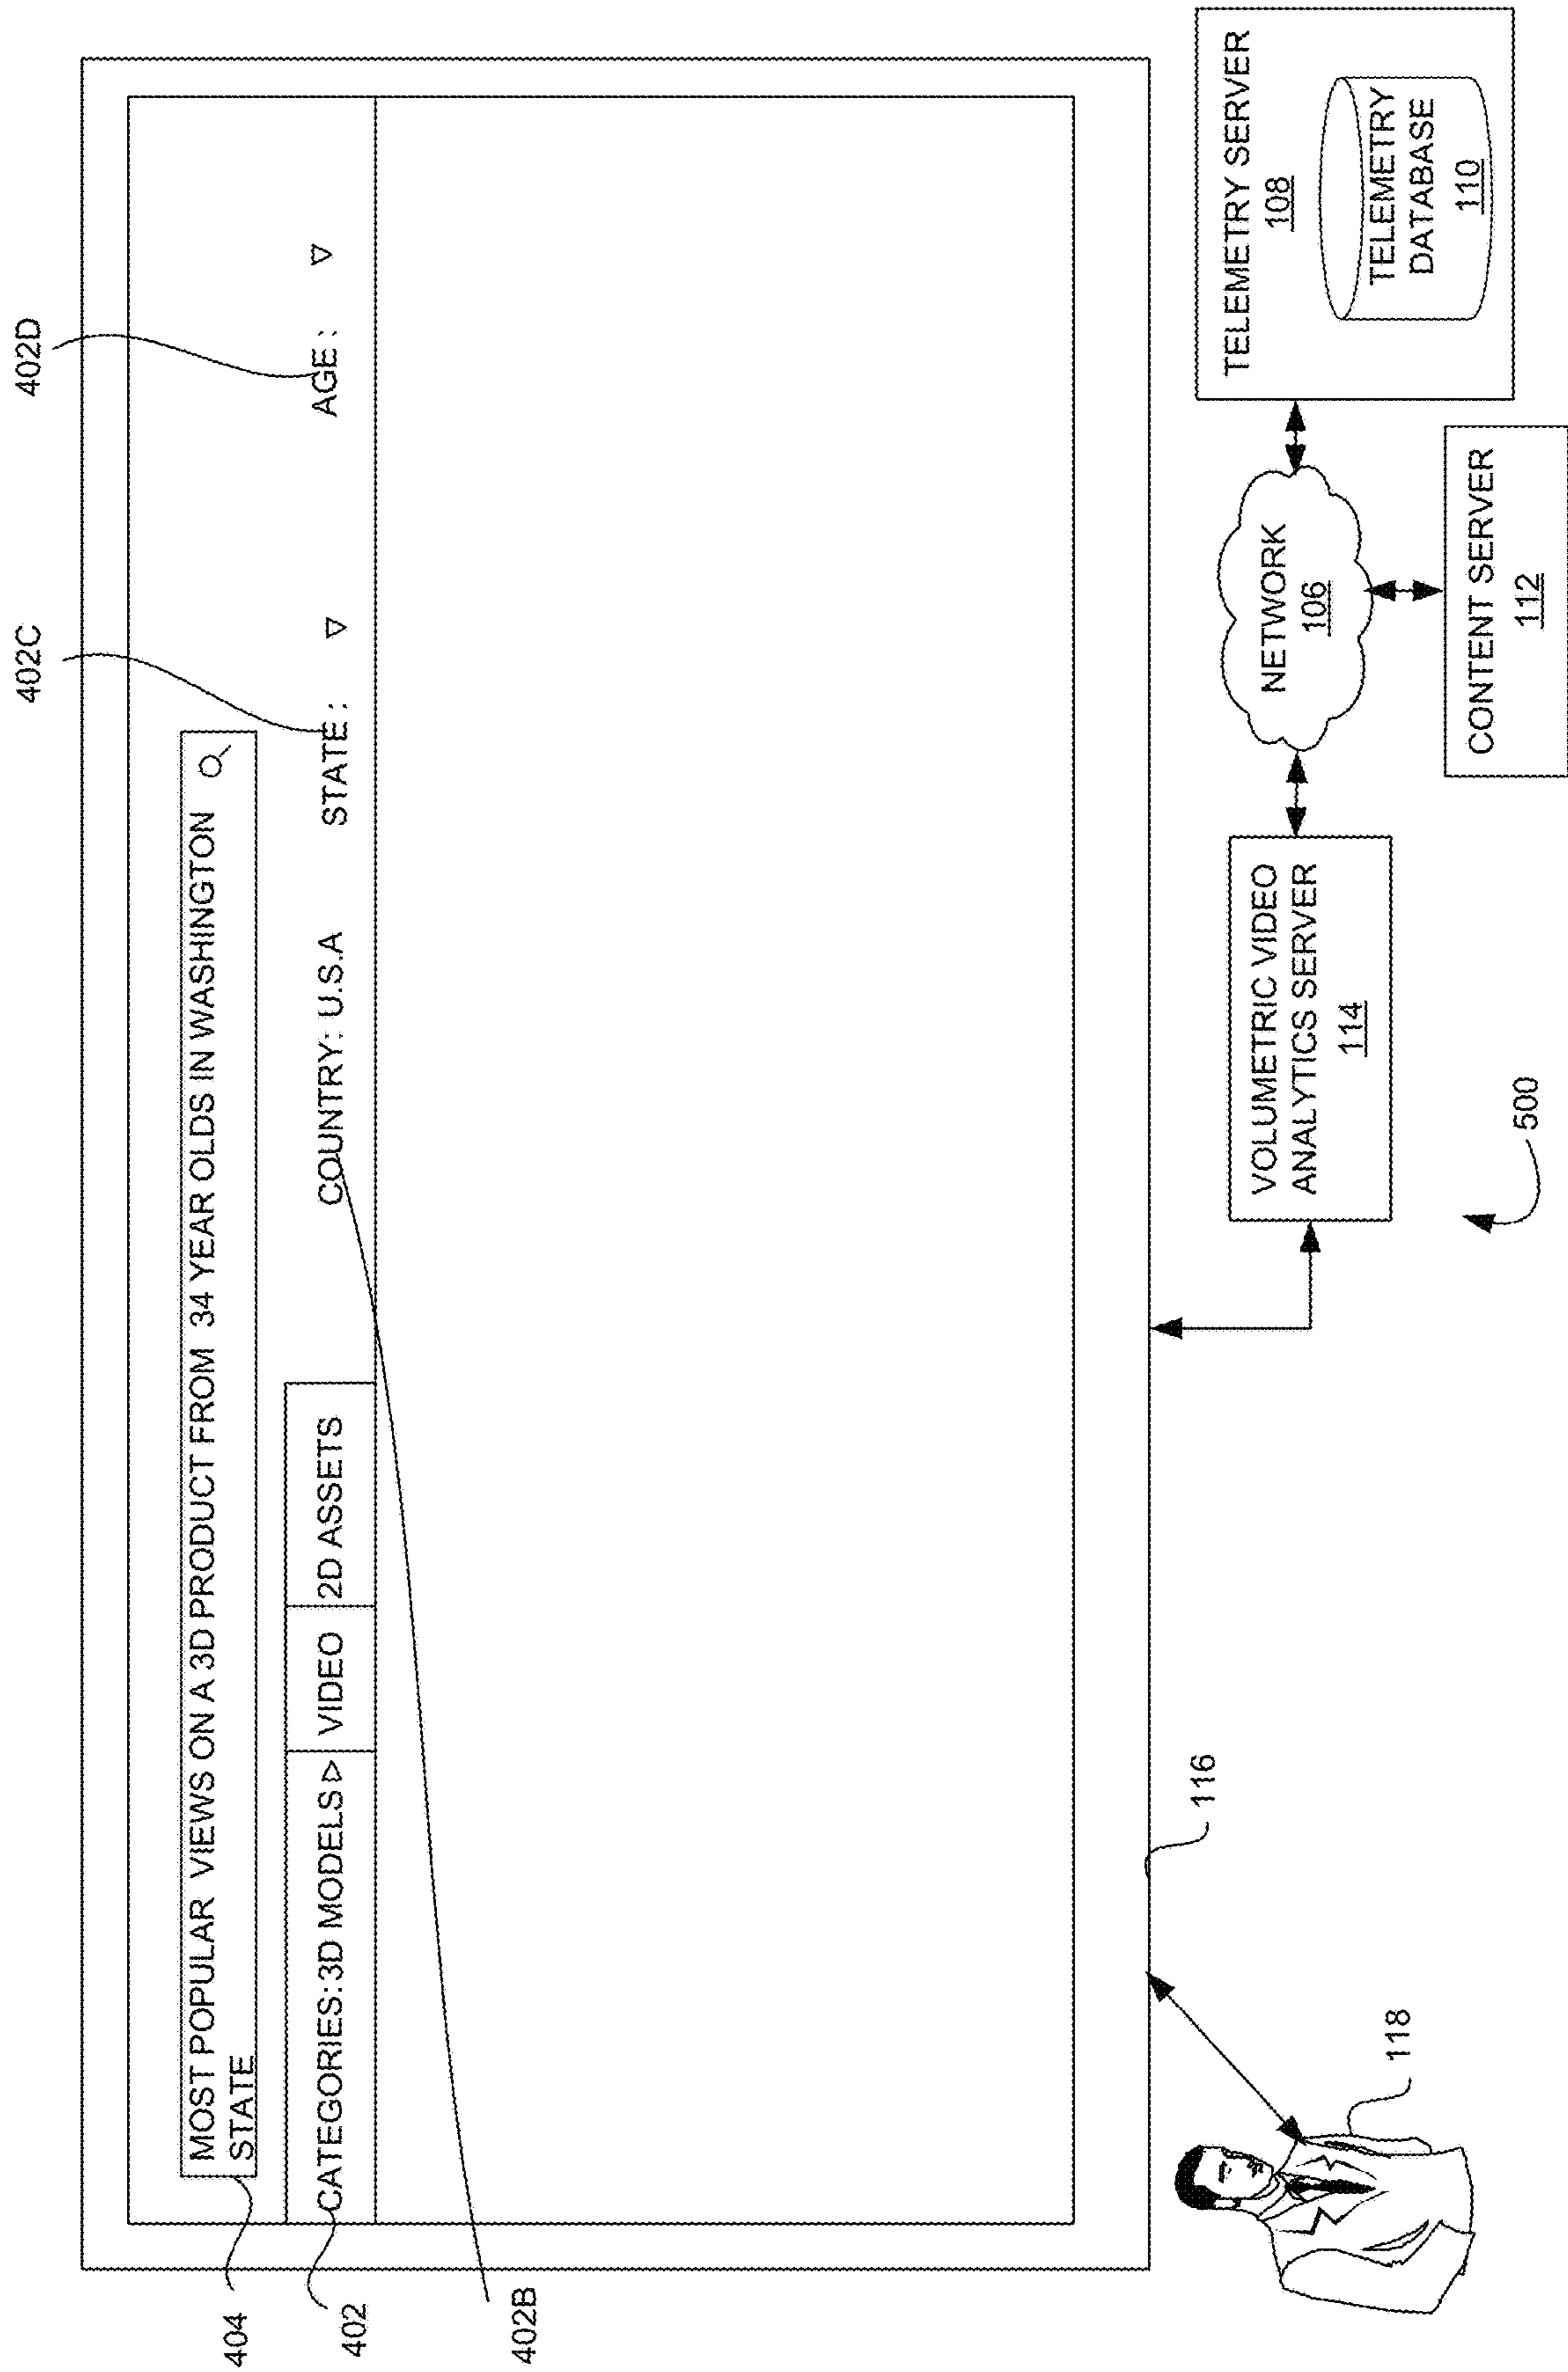 402C
402D
404
MOST POPULAR VIEWS ON A 3D PRODUCT FROM 34 YEAR OLDS IN WASHINGTON
STATE
402
CATEGORIES: 3D MODELS
VIDEO
2D ASSETS
COUNTRY: U.S.A
STATE :
AGE :
402B
116
118
VOLUMETRIC VIDEO
ANALYTICS SERVER
114
NETWORK
106
TELEMETRY SERVER
108
TELEMETRY
DATABASE
110
CONTENT SERVER
112
500